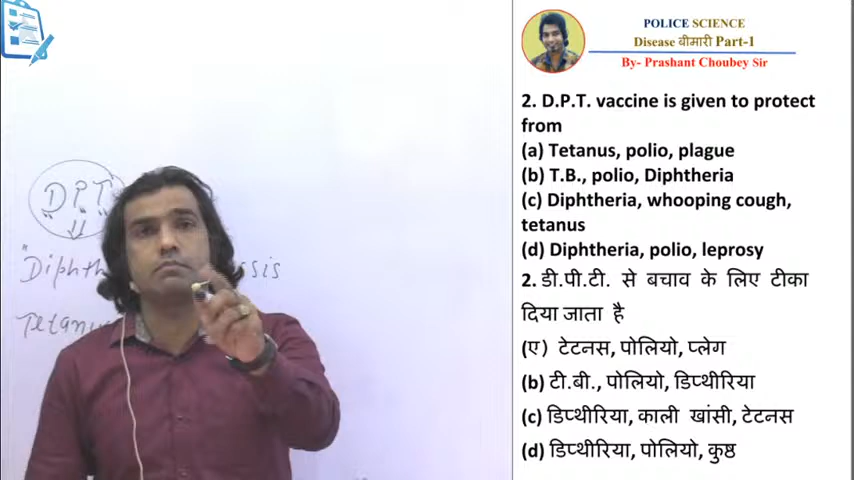 POLICE SCIENCE
Disease बीमारी Part-1
By- Prashant Choubey Sir
2. D.P.T. vaccine is given to protect
from
(a) Tetanus, polio, plague
(b) T.B., polio, Diphtheria
(c) Diphtheria, whooping cough,
tetanus
(d) Diphtheria, polio, leprosy
2. डी.पी.टी. से बचाव के लिए टीका
दिया जाता है
(ए) टेटनस, पोलियो, प्लेग
(b) टी.बी., पोलियो, डिप्थीरिया
(c) डिप्थीरिया, काली खांसी, टेटनस
(d) डिप्थीरिया, पोलियो, कुष्ठ
DPT